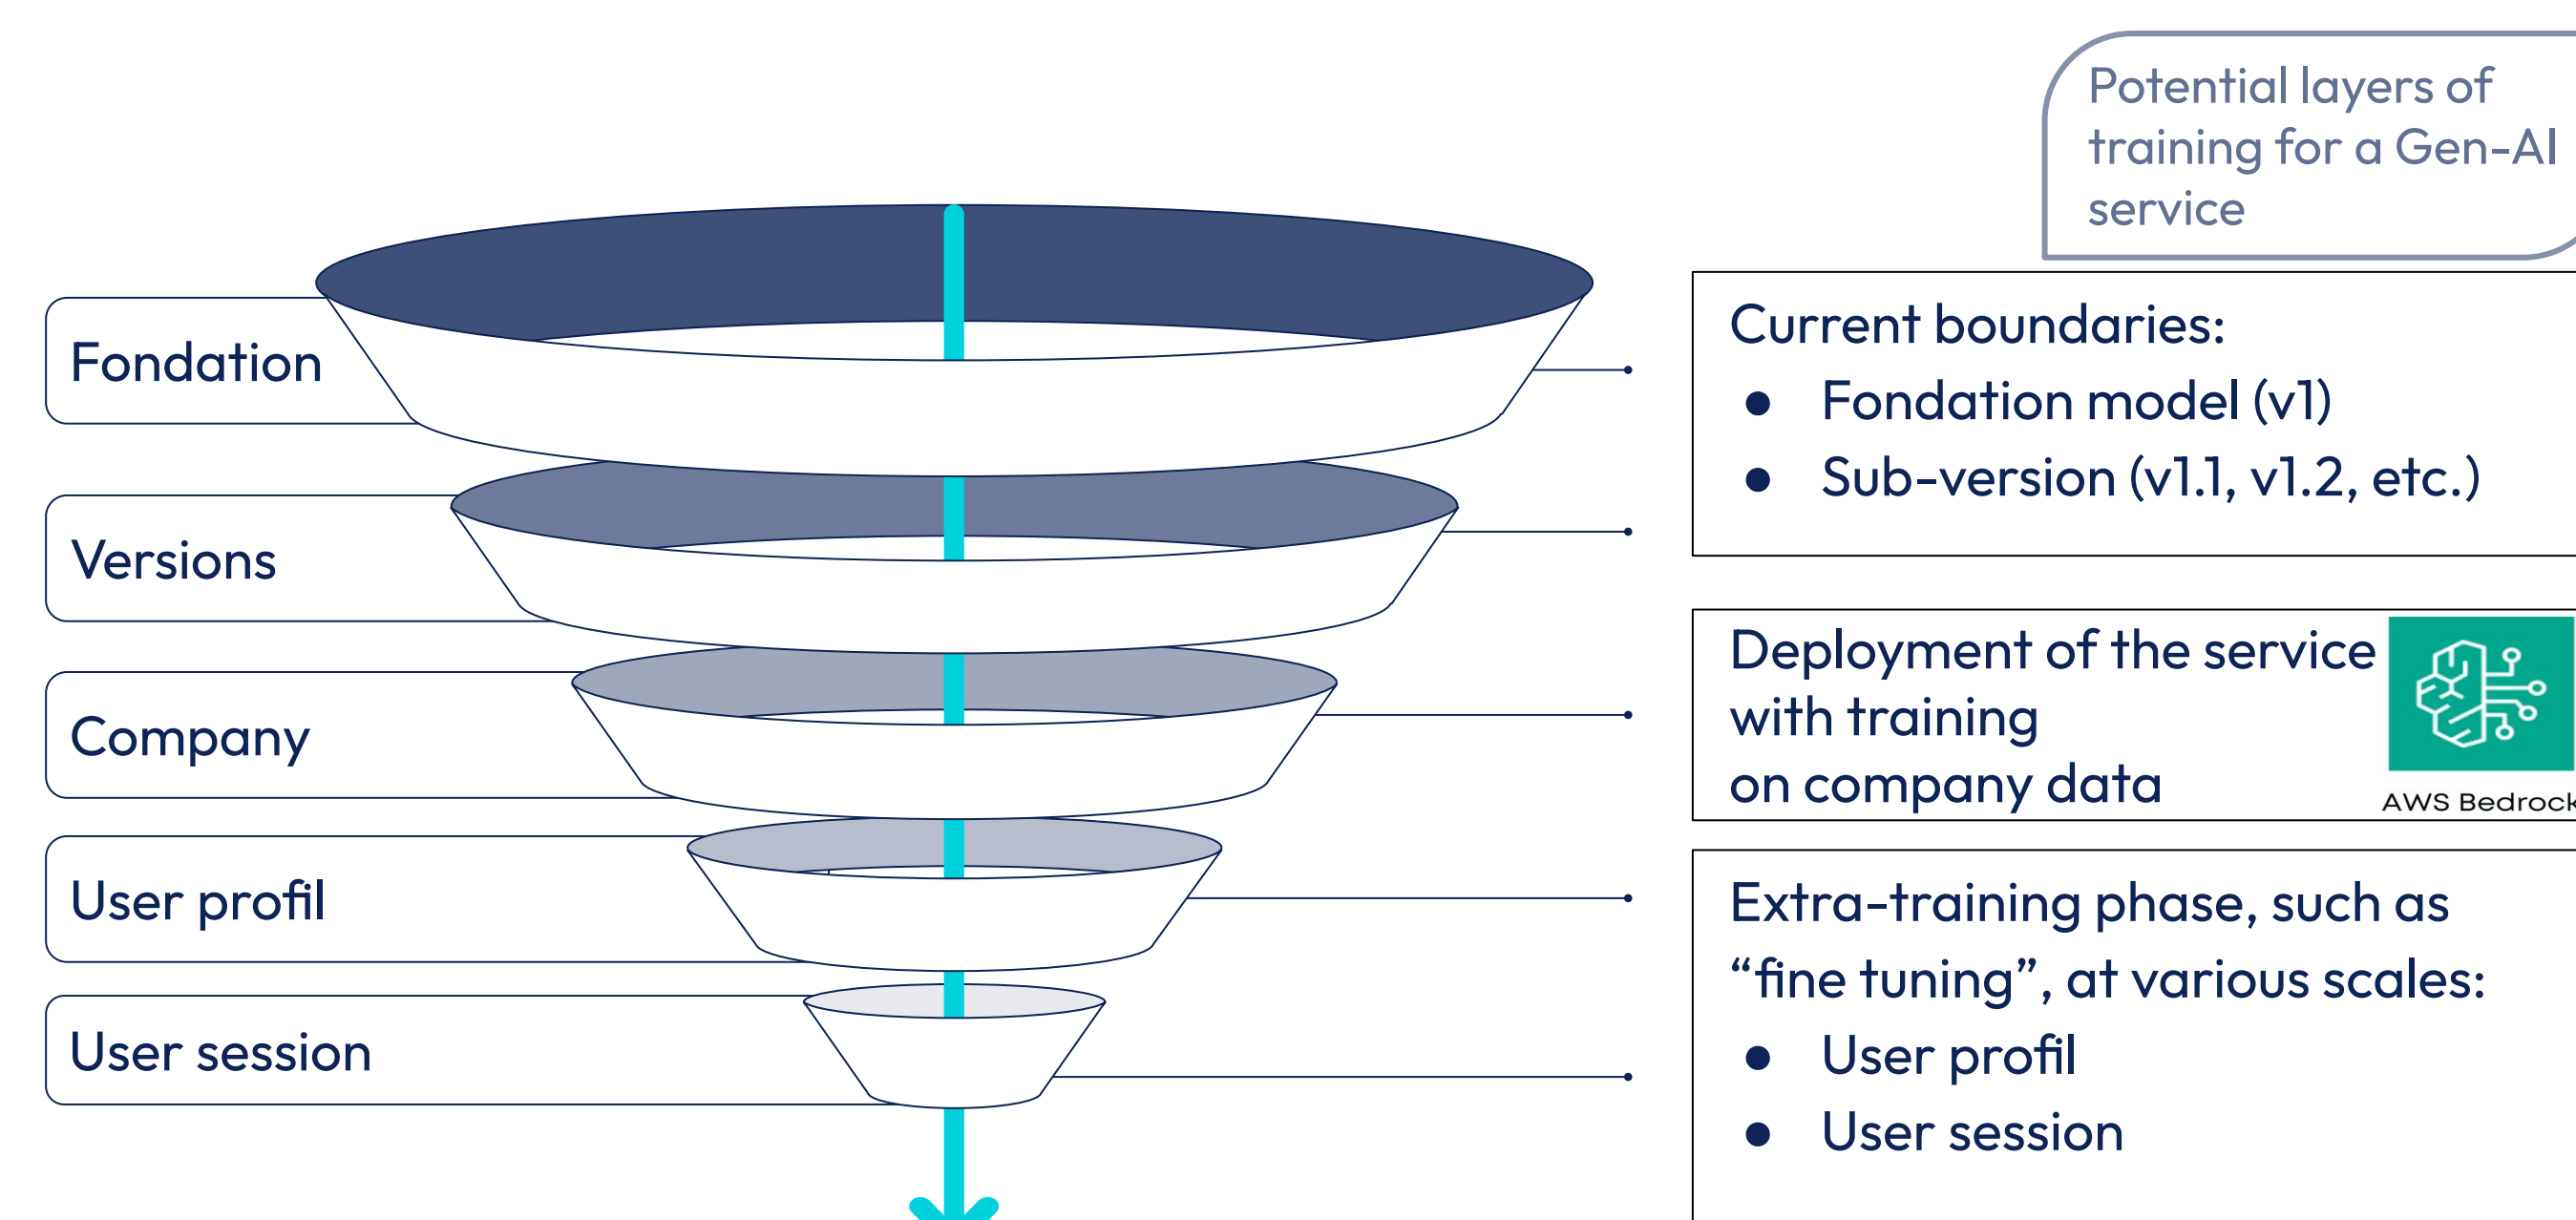 Potential layers of
training for a Gen-AI
service
Fondation
Versions
Company
User profil
User session
Current boundaries:
● Fondation model (v1)
● Sub-version (v1.1, v1.2, etc.)
Deployment of the service
with training
on company data
AWS Bedrock
Extra-training phase, such as
“fine tuning”, at various scales:
● User profil
● User session